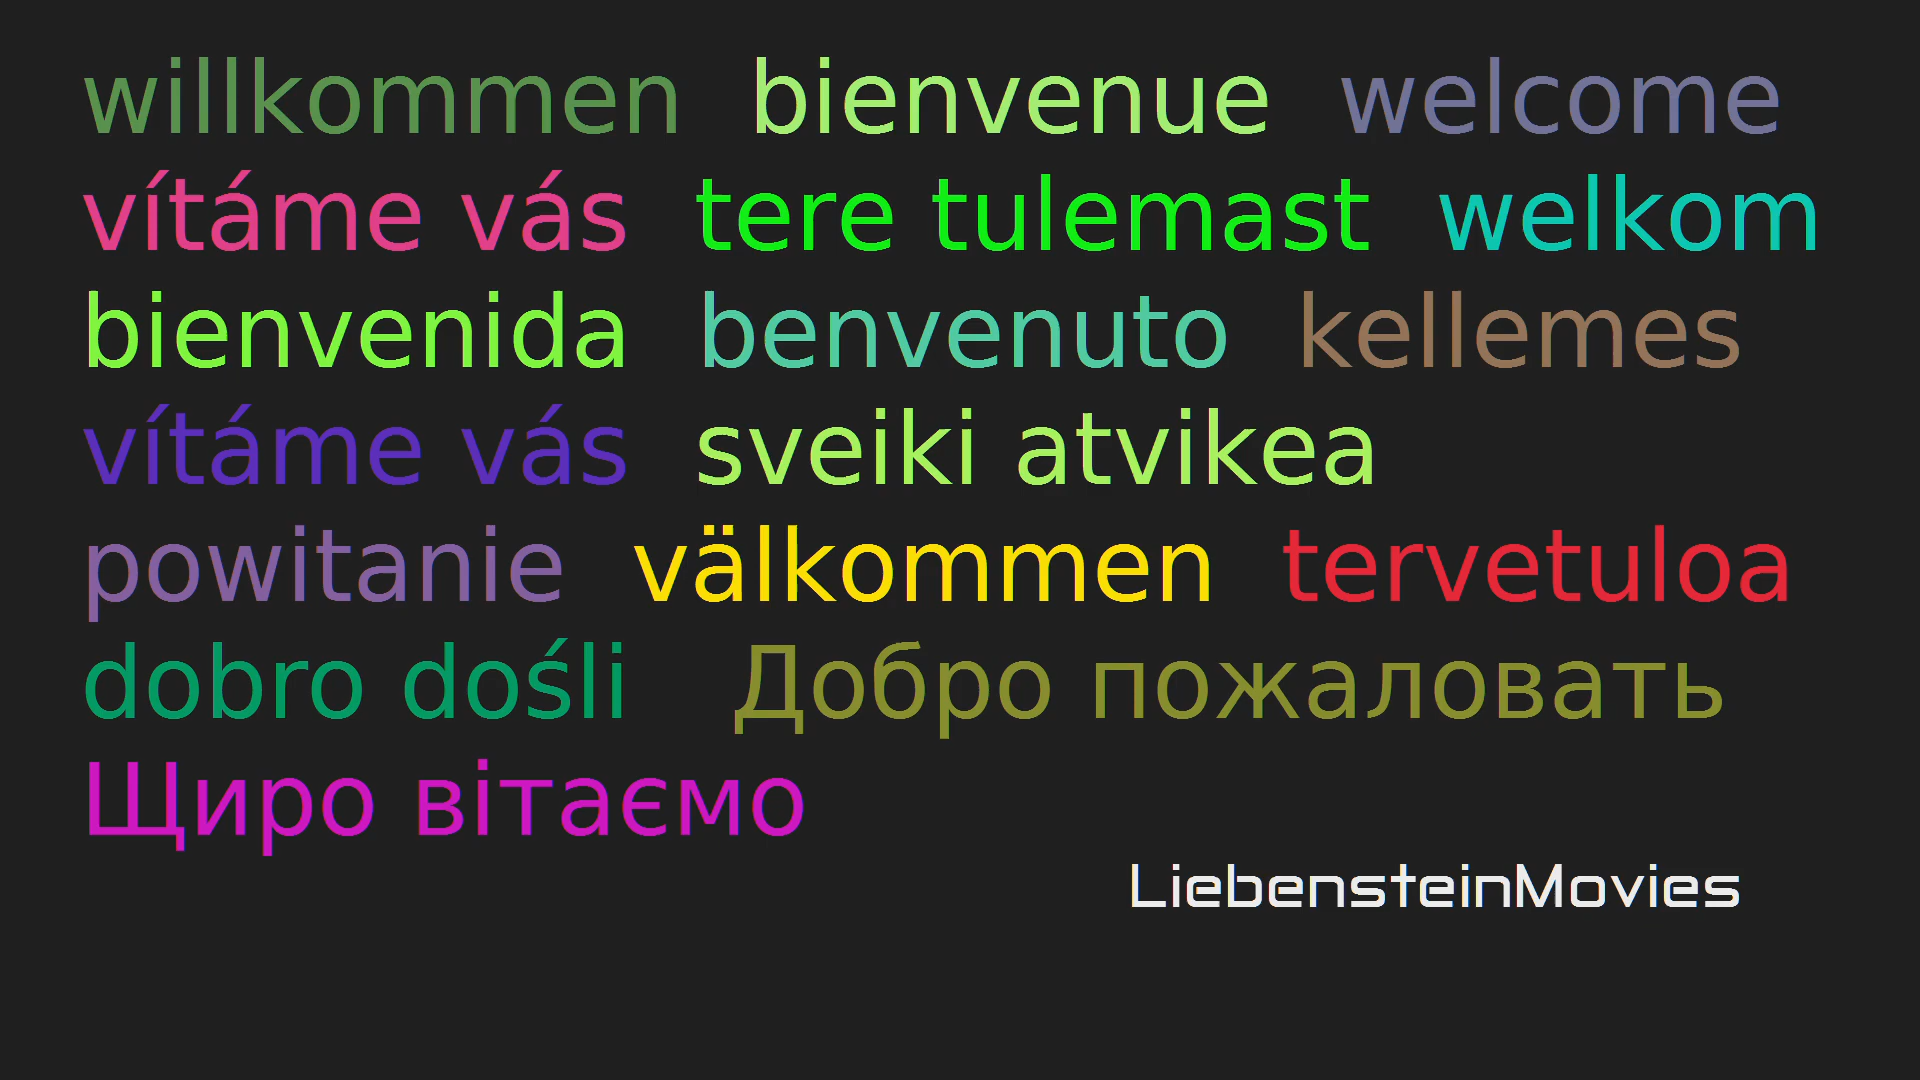 willkommen bienvenue welcome
vítáme vás tere tulemast welkom
bienvenida benvenuto kellemes
vítáme vás sveiki atvikea
powitanie välkommen tervetuloa
dobro dośli Добро пожаловать
Щиро вітаємо
LiebensteinMovies